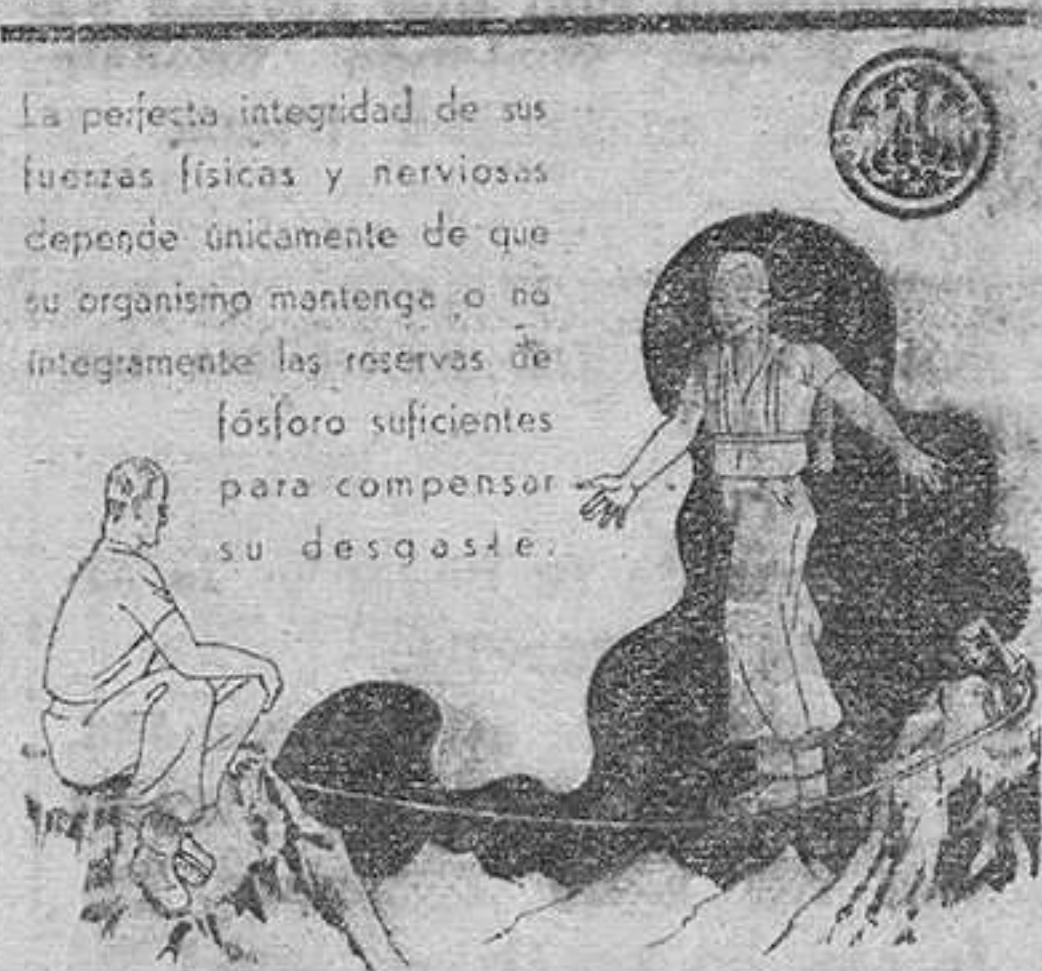 La perfecta integridad de sus
fuerzas físicas y nerviosas
depende únicamente de que
su organismo mantenga o no
íntegramente las reservas de
fósforo suficientes
para compensar
su desgaste.